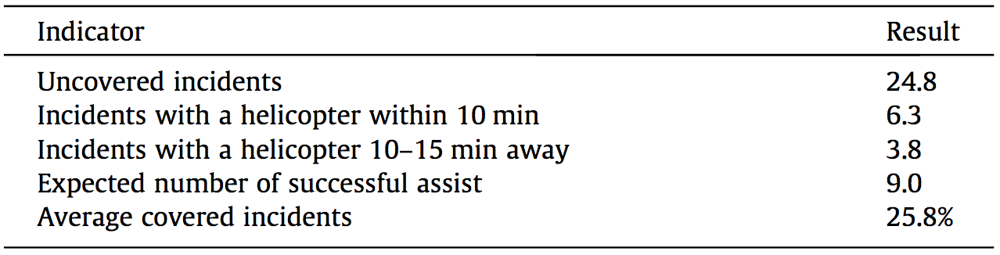 Indicator Result
Uncovered incidents 24.8
Incidents with a helicopter within 10 min 6.3
Incidents with a helicopter 10–15 min away 3.8
Expected number of successful assist 9.0
Average covered incidents 25.8%